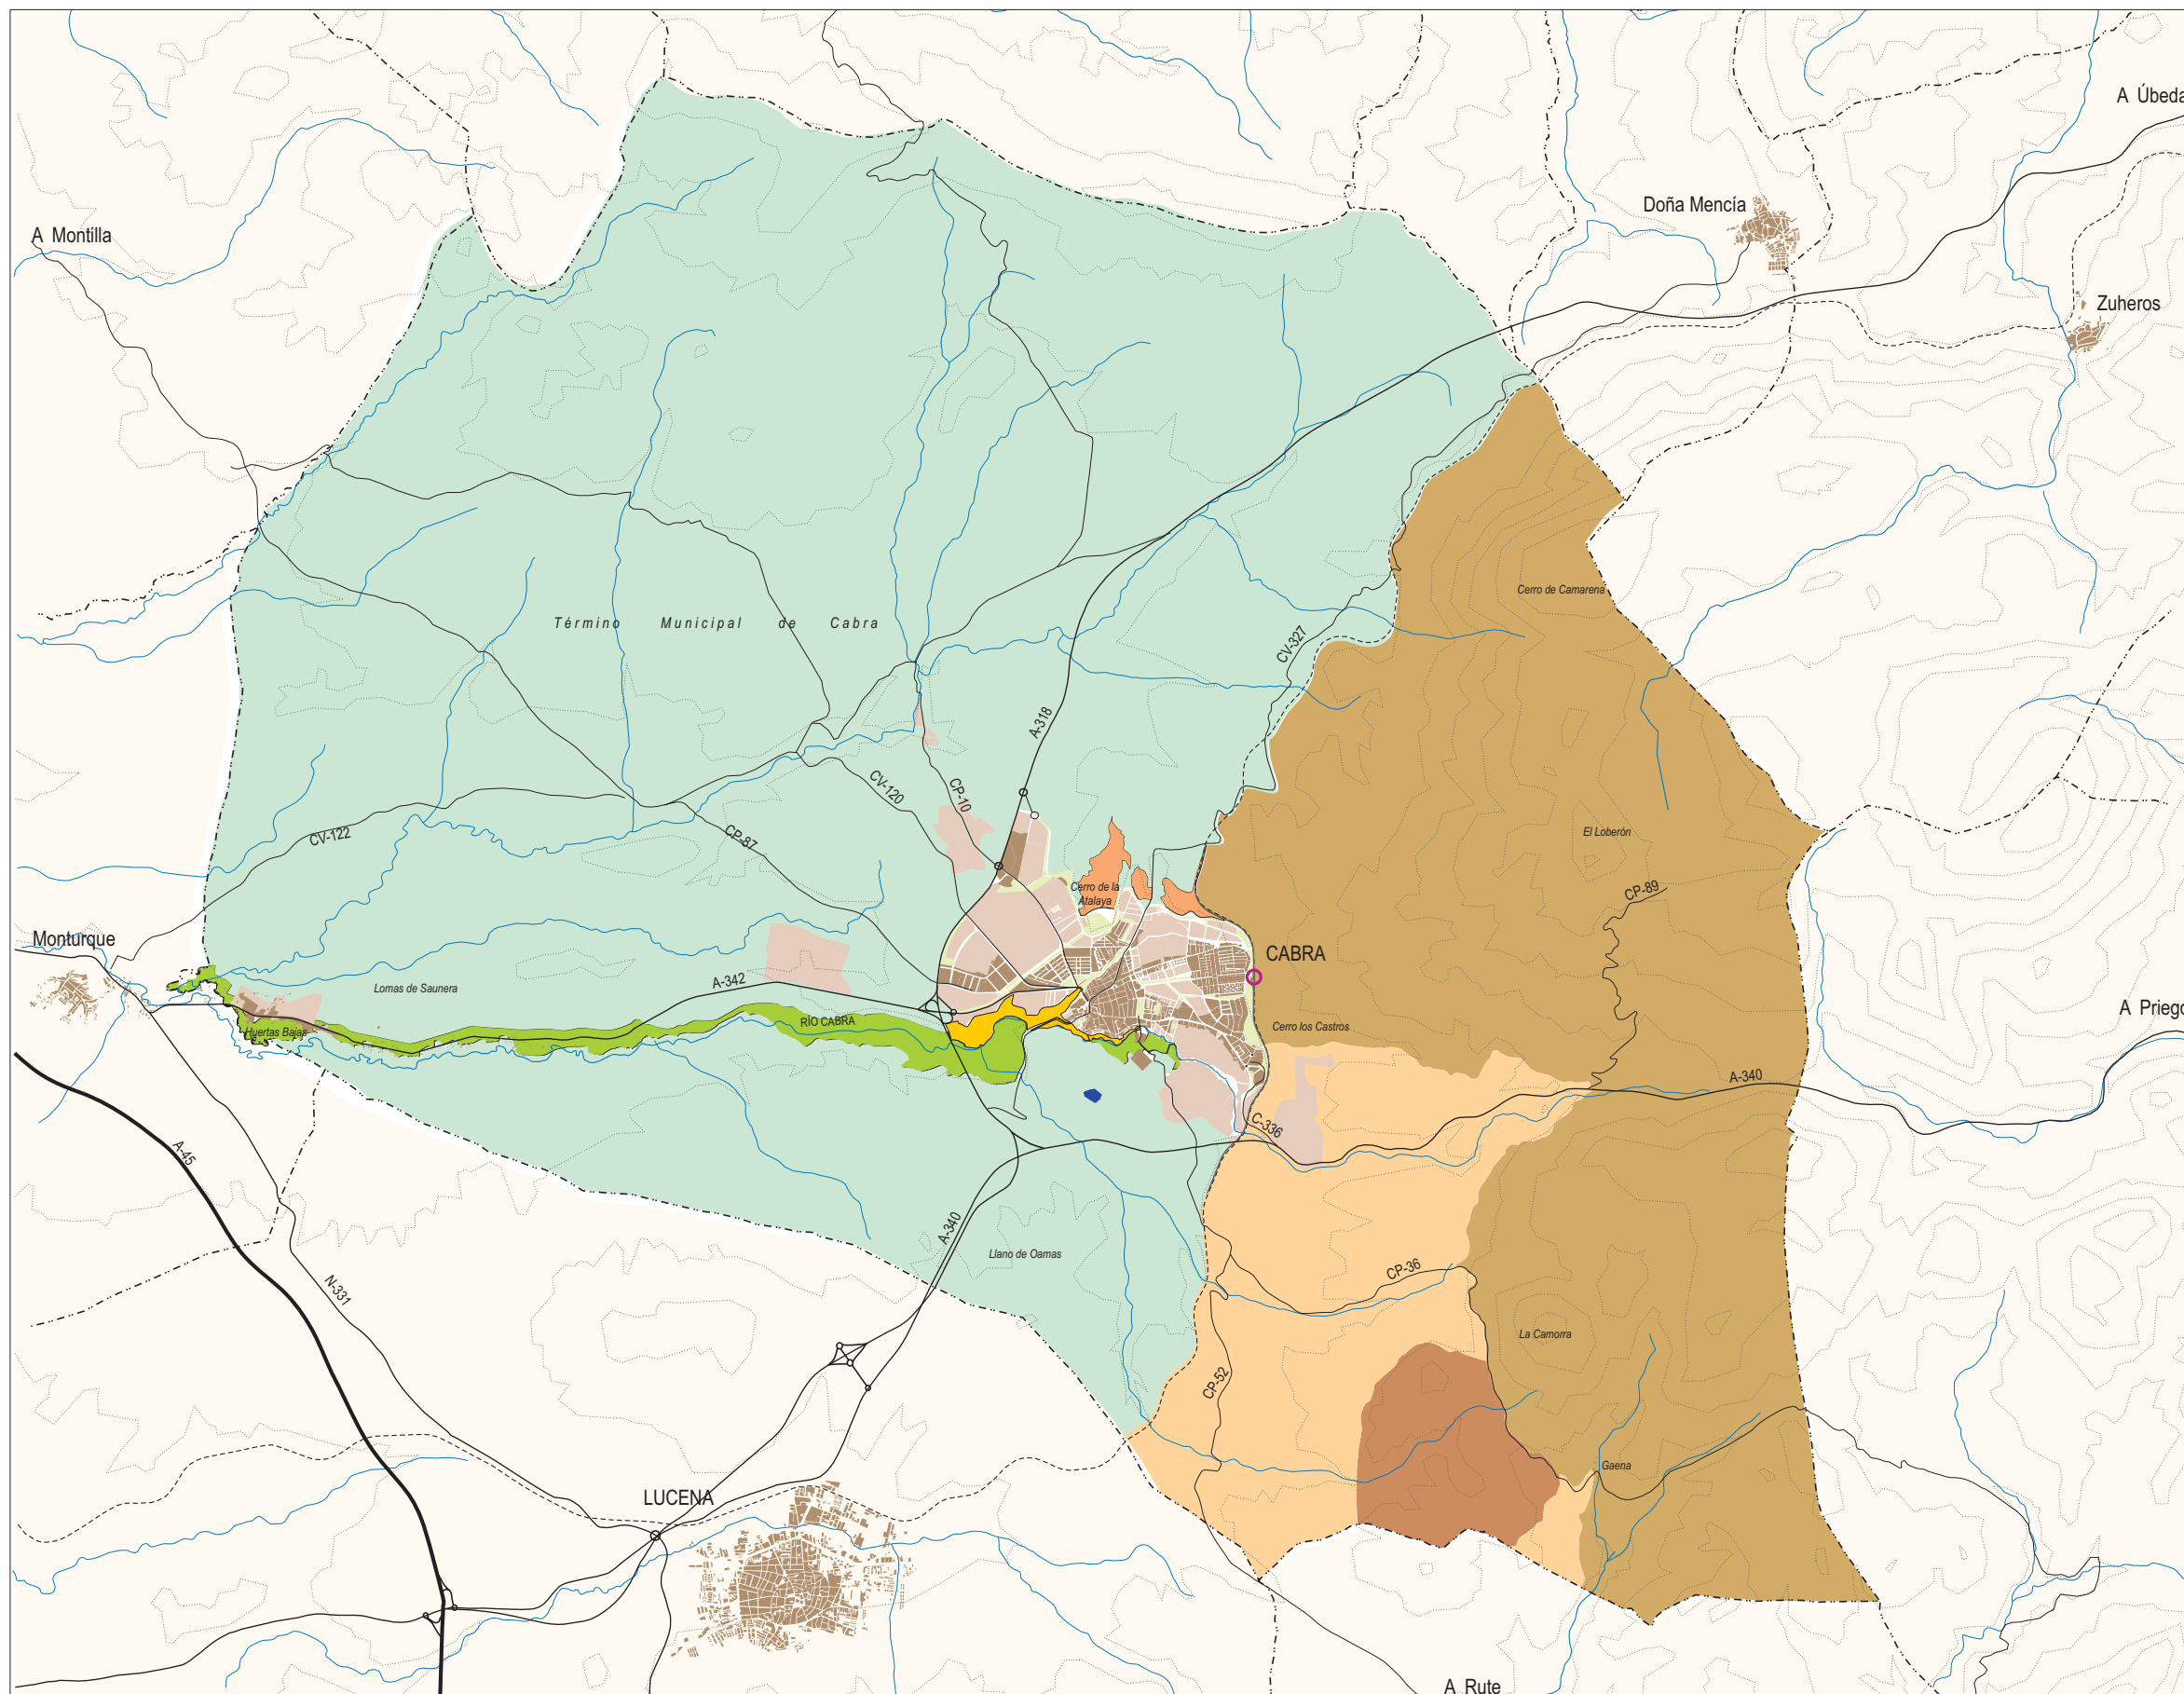 A Úbeda
Doña Mencía
A Montilla
Zuheros
Cerro de Camarena
Término Municipal de Cabra
CV-327
A-318
CV-120
CP-10
CV-122
CP-87
El Loberón
Cerro de la
Atalaya
CP-89
Monturque
CABRA
A-342
Lomas de Saunera
A Priego
RÍO CABRA
Huertas Bajas
Cerro los Castros
A-340
C-336
A-45
A-340
Llano de Oamas
CP-36
N-331
La Camorra
CP-52
Gaena
LUCENA
A Rute